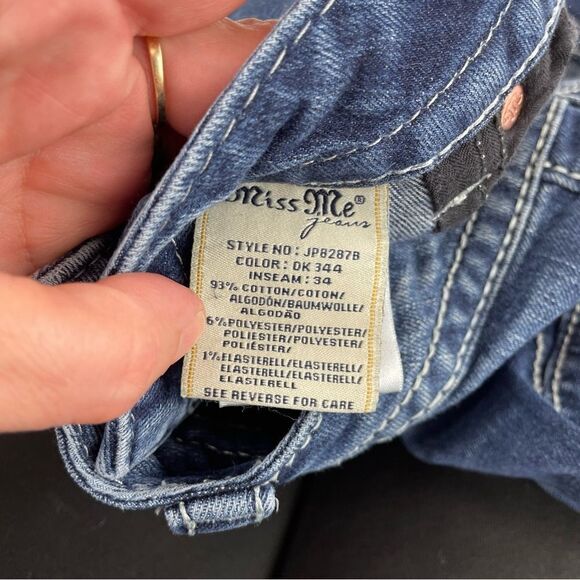 Miss Me®
jeans
STYLE NO: JP8287B
COLOR: DK 344
INSEAM: 34
93% COTTON/COTON/
ALGODÓN/BAUMWOLLE/
ALGODÃO
6% POLYESTER/POLYESTER/
POLIESTER/POLYESTER/
POLIÉSTER/
1% ELASTERELL/ELASTERELL/
ELASTERELL/ELASTERELL/
ELASTERELL
SEE REVERSE FOR CARE